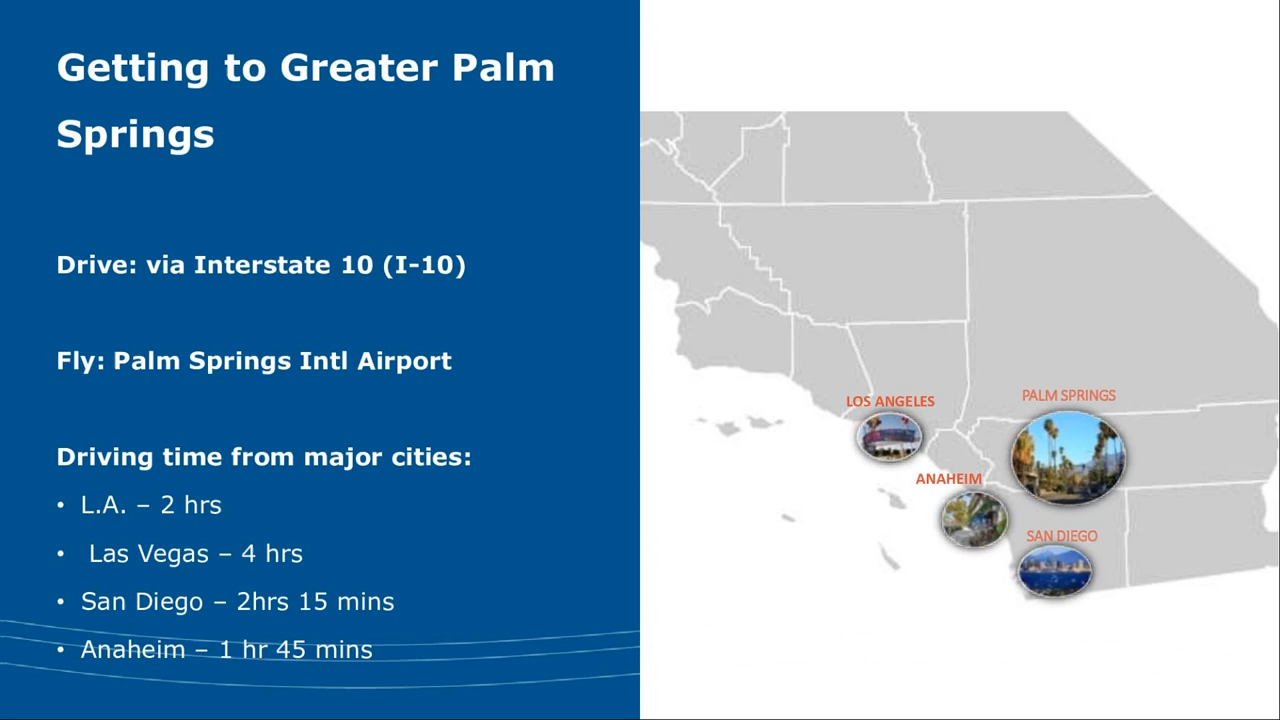 Getting to Greater Palm
Springs
Drive: via Interstate 10 (I-10)
Fly: Palm Springs Intl Airport
Driving time from major cities:
• L.A. – 2 hrs
• Las Vegas – 4 hrs
• San Diego – 2hrs 15 mins
• Anaheim – 1 hr 45 mins
LOS ANGELES
PALM SPRINGS
ANAHEIM
SAN DIEGO